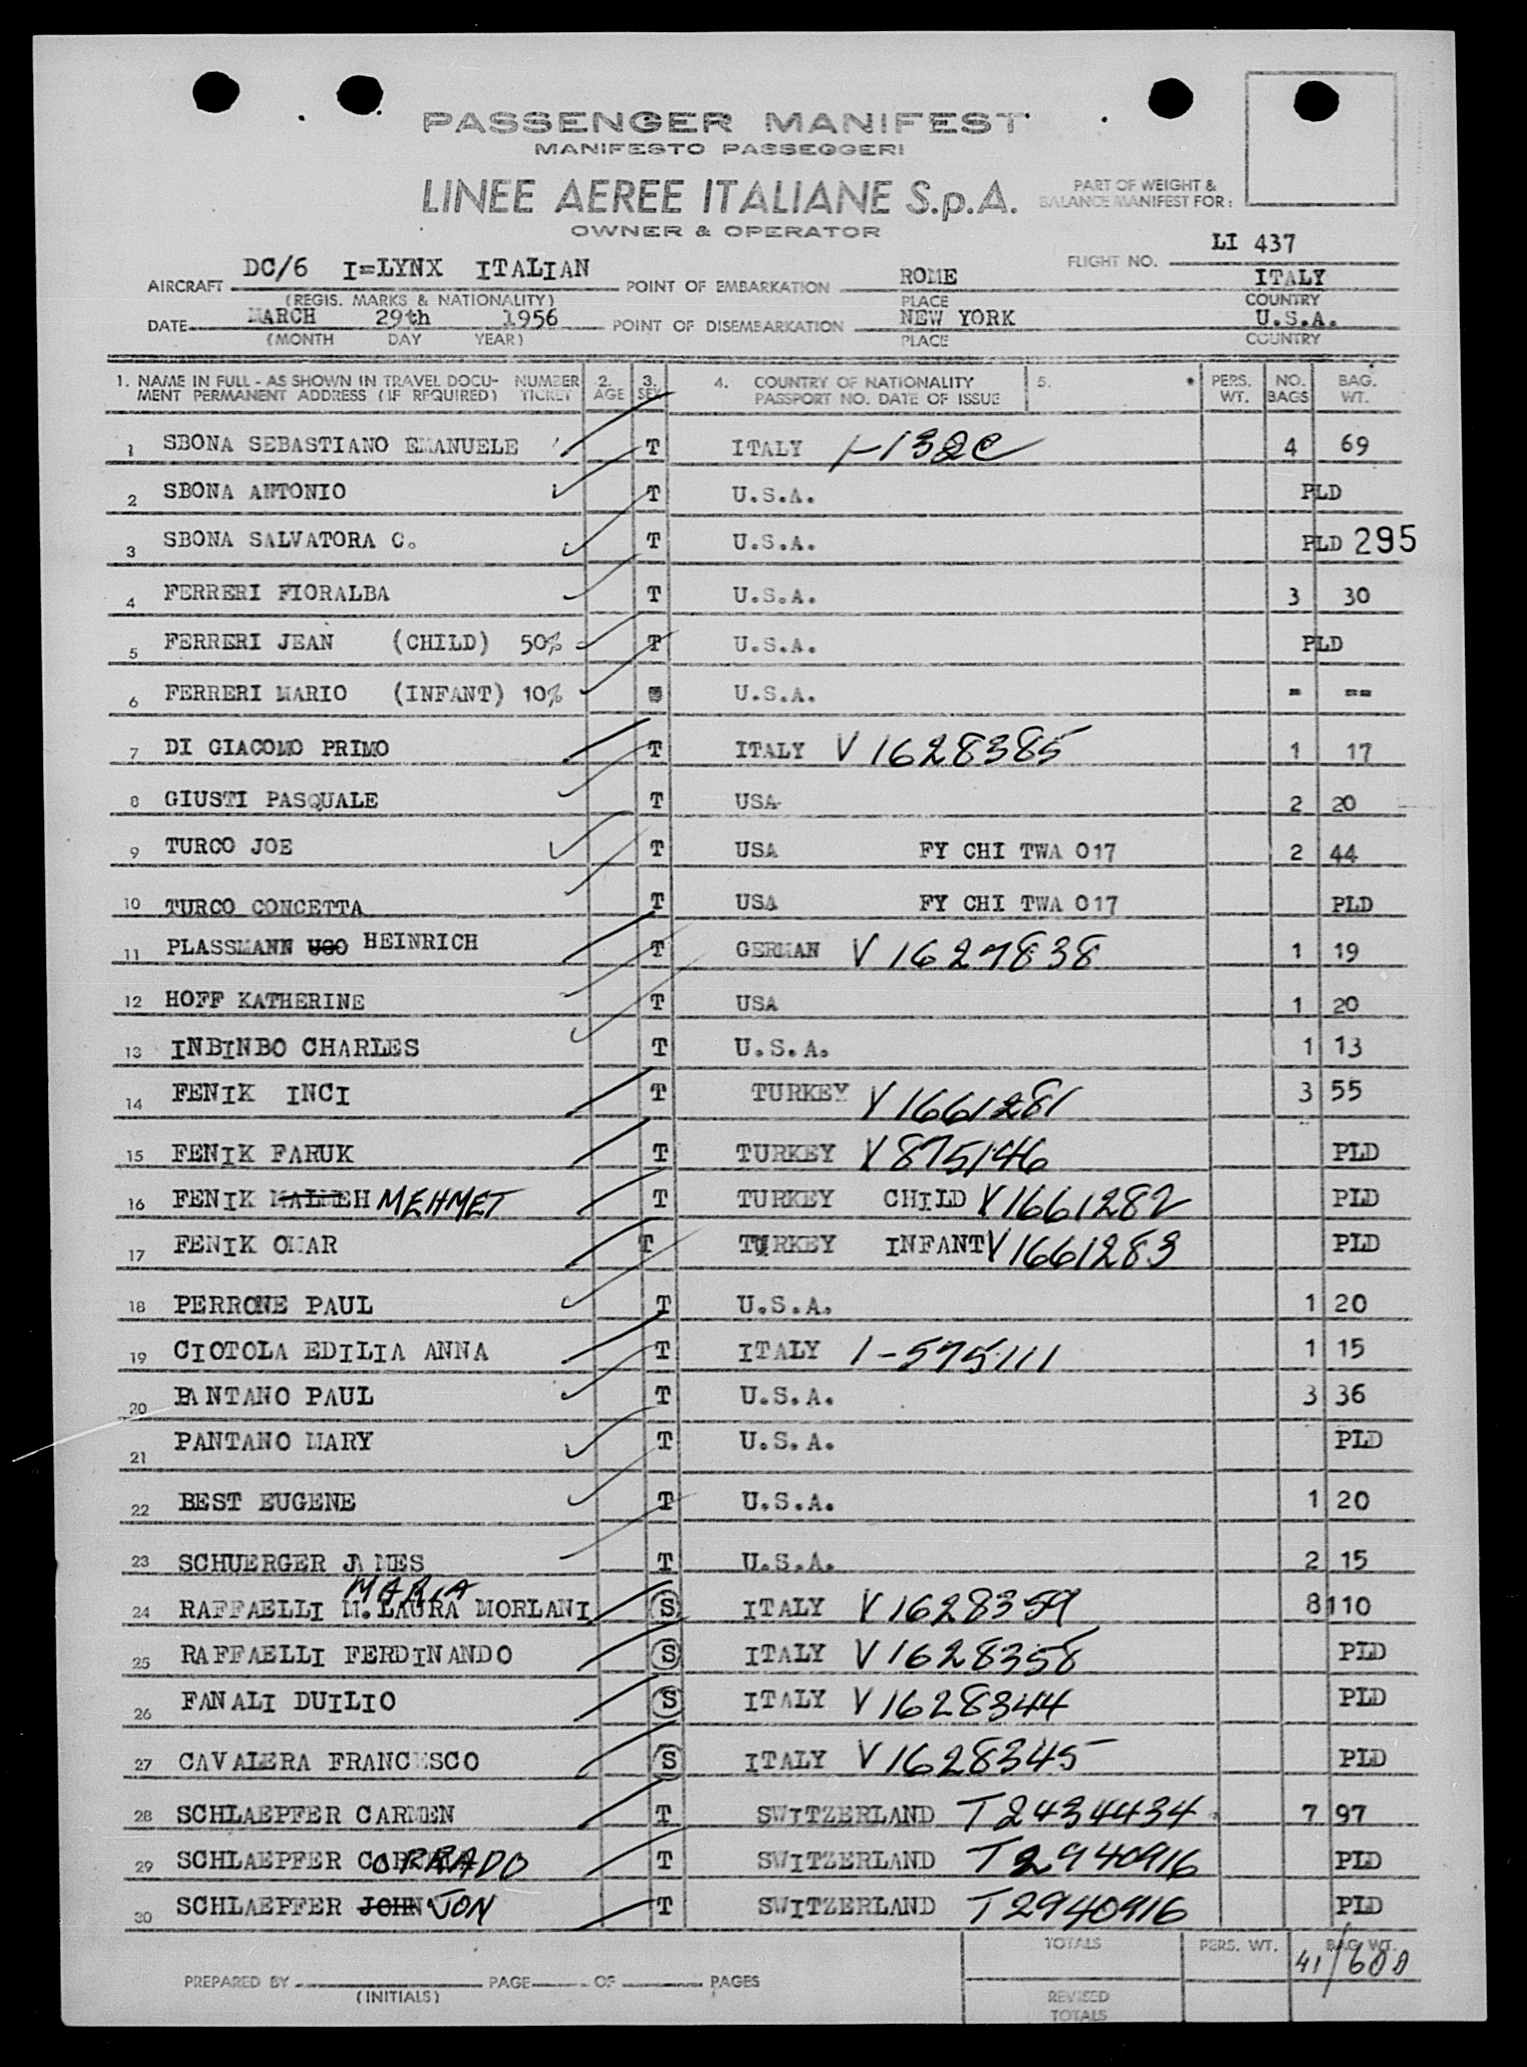 PASSENGER MANIFEST
MANIFESTO PASSEGGERI
LINEE AEREE ITALIANE S.p.A.
OWNER & OPERATOR
PART OF WEIGHT &
BALANCE MANIFEST FOR:
FLIGHT NO. LI 437
AIRCRAFT DC/6 I=LYNX ITALIAN POINT OF EMBARKATION ROME ITALY
(REGIS. MARKS & NATIONALITY) PLACE COUNTRY
DATE MARCH 29th 1956 POINT OF DISEMBARKATION NEW YORK U.S.A.
(MONTH DAY YEAR) PLACE COUNTRY
1. NAME IN FULL - AS SHOWN IN TRAVEL DOCU- NUMBER 2. 3. 4. COUNTRY OF NATIONALITY 5. * PERS. NO. BAG.
MENT PERMANENT ADDRESS (IF REQUIRED) TICKET AGE SEX PASSPORT NO. DATE OF ISSUE WT. BAGS WT.
1 SBONA SEBASTIANO EMANUELE T ITALY 4 69
2 SBONA ANTONIO T U.S.A. PLD
3 SBONA SALVATORA C. T U.S.A. PLD 295
4 FERRERI FIORALBA T U.S.A. 3 30
5 FERRERI JEAN (CHILD) 50% T U.S.A. PLD
6 FERRERI MARIO (INFANT) 10% U.S.A. - --
7 DI GIACOMO PRIMO T ITALY V 1628385 1 17
8 GIUSTI PASQUALE T USA 2 20
9 TURCO JOE T USA FY CHI TWA 017 2 44
10 TURCO CONCETTA T USA FY CHI TWA 017 PLD
11 PLASSMANN UGO HEINRICH T GERMAN V 1627838 1 19
12 HOFF KATHERINE T USA 1 20
13 INBINBO CHARLES T U.S.A. 1 13
14 FENIK INCI T TURKEY V 1661281 3 55
15 FENIK FARUK T TURKEY V 875146 PLD
16 FENIK MEHMET T TURKEY CHILD V 1661282 PLD
17 FENIK OMAR T TURKEY INFANT V 1661283 PLD
18 PERRONE PAUL T U.S.A. 1 20
19 CIOTOLA EDILIA ANNA T ITALY 1-575111 1 15
20 PANTANO PAUL T U.S.A. 3 36
21 PANTANO MARY T U.S.A. PLD
22 BEST EUGENE T U.S.A. 1 20
23 SCHUERGER JAMES T U.S.A. 2 15
MARIA
24 RAFFAELLI M. LAURA MORLANI S ITALY V 1628359 8 110
25 RAFFAELLI FERDINANDO S ITALY V 1628358 PLD
26 FANALI DUILIO S ITALY V 1628344 PLD
27 CAVALERA FRANCESCO S ITALY V 1628345 PLD
28 SCHLAEPFER CARMEN T SWITZERLAND T 2434434 7 97
29 SCHLAEPFER CORRADO T SWITZERLAND T 2940916 PLD
30 SCHLAEPFER JOHN JON T SWITZERLAND T 2940916 PLD
TOTALS PERS. WT. BAG WT.
41/600
PREPARED BY PAGE OF PAGES
(INITIALS)
REVISED
TOTALS